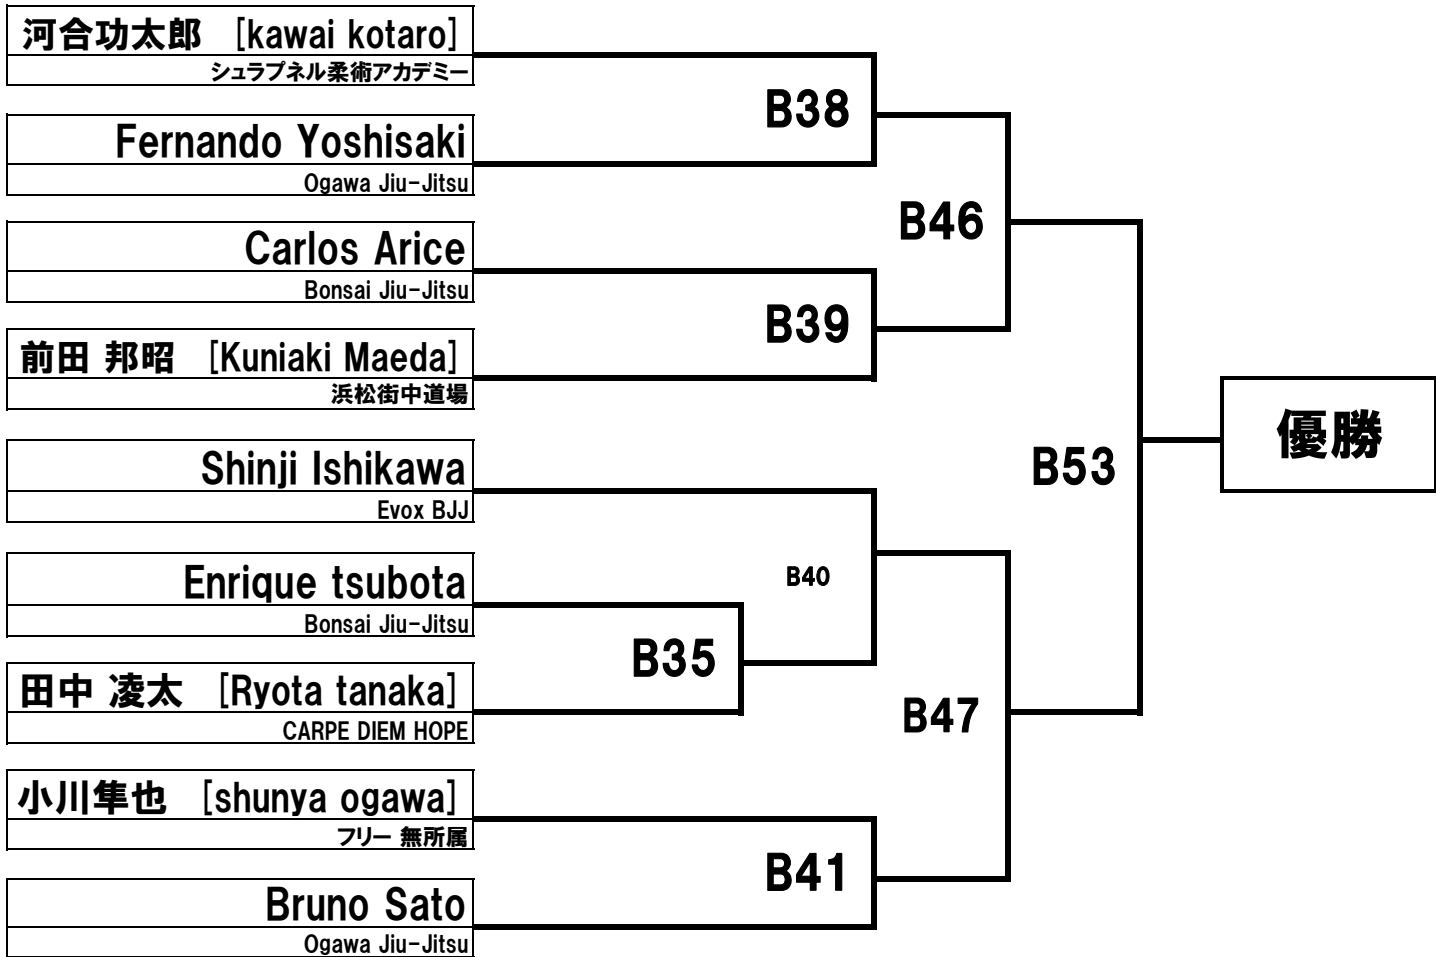 河合功太郎 [kawai kotaro]
シュラプネル柔術アカデミー
Fernando Yoshisaki
Ogawa Jiu-Jitsu
Carlos Arice
Bonsai Jiu-Jitsu
前田 邦昭 [Kuniaki Maeda]
浜松街中道場
Shinji Ishikawa
Evox BJJ
Enrique tsubota
Bonsai Jiu-Jitsu
田中 凌太 [Ryota tanaka]
CARPE DIEM HOPE
小川隼也 [shunya ogawa]
フリー 無所属
Bruno Sato
Ogawa Jiu-Jitsu
B38
B39
B40
B35
B41
B46
B47
B53
優勝